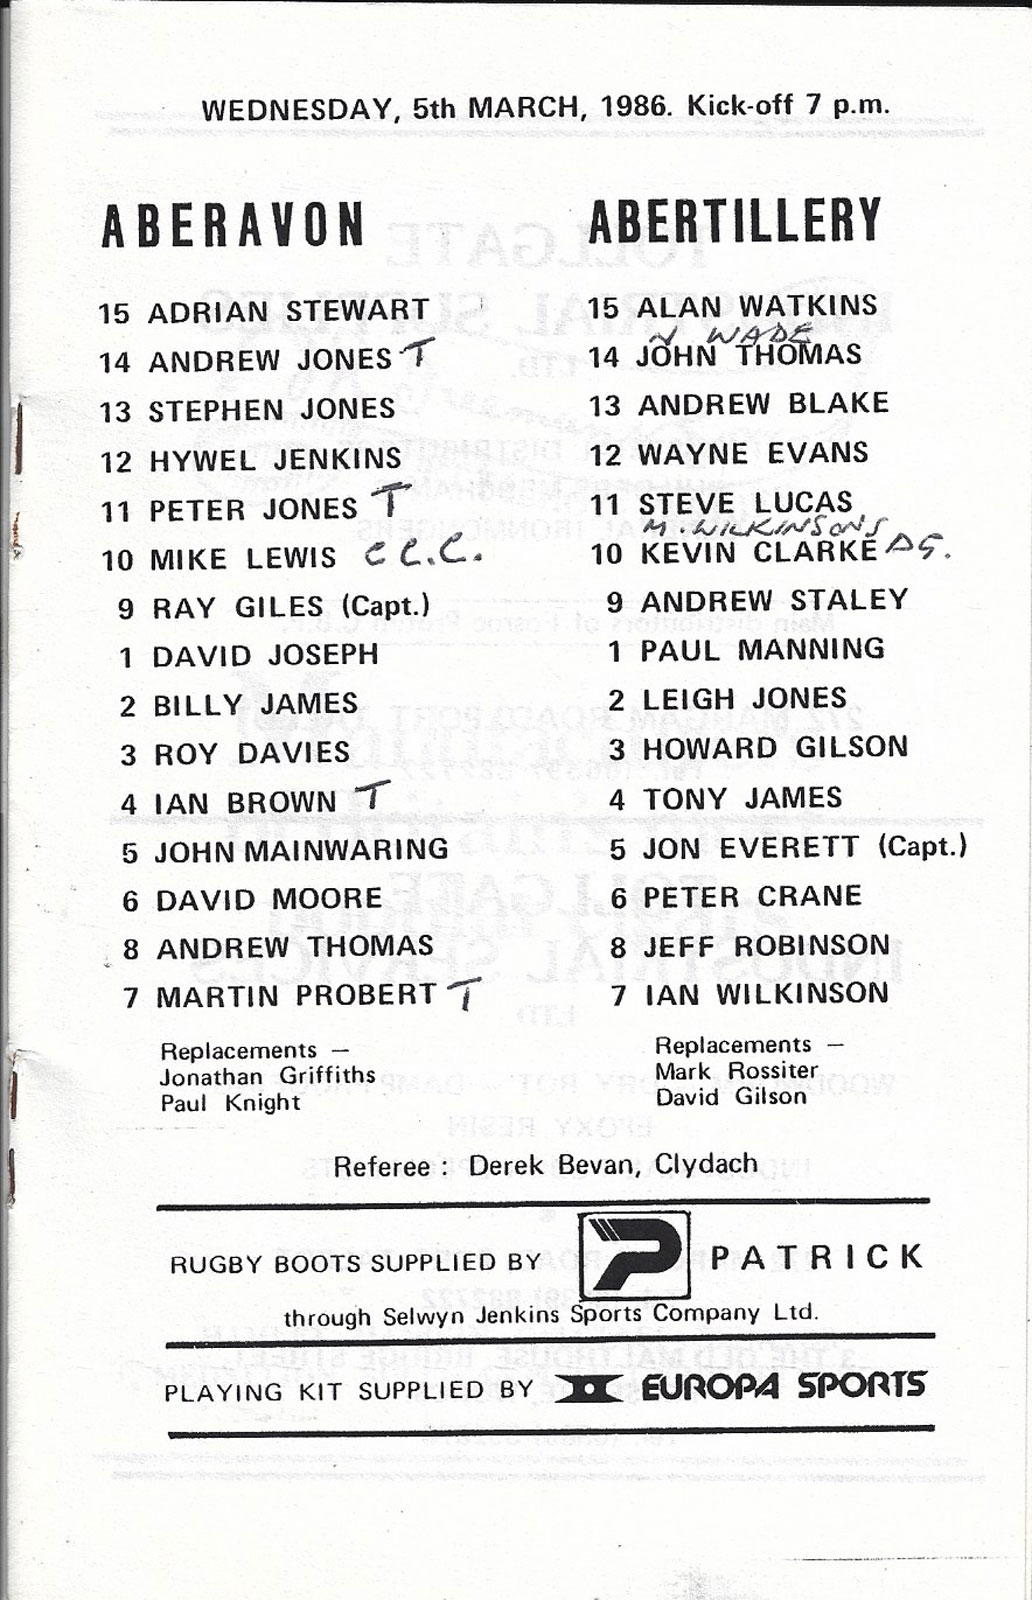 WEDNESDAY, 5th MARCH, 1986. Kick-off 7 p.m.
ABERAVON
15 ADRIAN STEWART
14 ANDREW JONES T
13 STEPHEN JONES
12 HYWEL JENKINS
11 PETER JONES T
10 MIKE LEWIS C C.C.
9 RAY GILES (Capt.)
1 DAVID JOSEPH
2 BILLY JAMES
3 ROY DAVIES
4 IAN BROWN T
5 JOHN MAINWARING
6 DAVID MOORE
8 ANDREW THOMAS
7 MARTIN PROBERT T
Replacements —
Jonathan Griffiths
Paul Knight
ABERTILLERY
15 ALAN WATKINS
N WADE
14 JOHN THOMAS
13 ANDREW BLAKE
12 WAYNE EVANS
11 STEVE LUCAS
M. WILKINSONS
10 KEVIN CLARKE DG.
9 ANDREW STALEY
1 PAUL MANNING
2 LEIGH JONES
3 HOWARD GILSON
4 TONY JAMES
5 JON EVERETT (Capt.)
6 PETER CRANE
8 JEFF ROBINSON
7 IAN WILKINSON
Replacements —
Mark Rossiter
David Gilson
Referee : Derek Bevan, Clydach
RUGBY BOOTS SUPPLIED BY P PATRICK
through Selwyn Jenkins Sports Company Ltd.
PLAYING KIT SUPPLIED BY EUROPA SPORTS